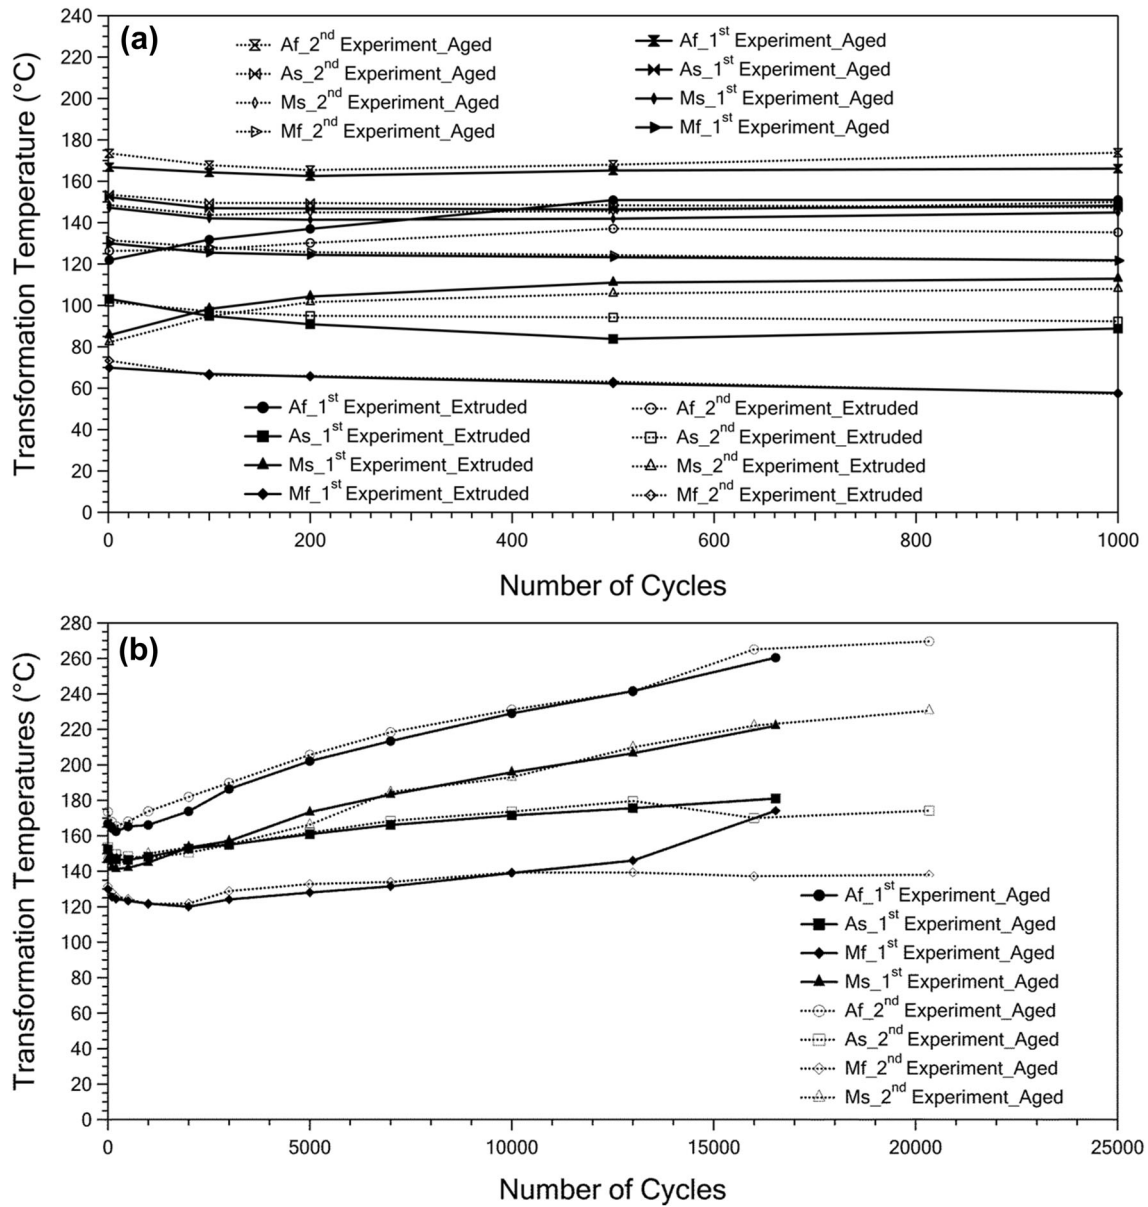 (a)
Transformation Temperature (°C)
240
220
200
180
160
140
120
100
80
60
40
20
0
Af_2nd Experiment_Aged
As_2nd Experiment_Aged
Ms_2nd Experiment_Aged
Mf_2nd Experiment_Aged
Af_1st Experiment_Aged
As_1st Experiment_Aged
Ms_1st Experiment_Aged
Mf_1st Experiment_Aged
Af_1st Experiment_Extruded
As_1st Experiment_Extruded
Ms_1st Experiment_Extruded
Mf_1st Experiment_Extruded
Af_2nd Experiment_Extruded
As_2nd Experiment_Extruded
Ms_2nd Experiment_Extruded
Mf_2nd Experiment_Extruded
0 200 400 600 800 1000
Number of Cycles
(b)
Transformation Temperatures (°C)
280
260
240
220
200
180
160
140
120
100
80
60
40
20
0
Af_1st Experiment_Aged
As_1st Experiment_Aged
Mf_1st Experiment_Aged
Ms_1st Experiment_Aged
Af_2nd Experiment_Aged
As_2nd Experiment_Aged
Mf_2nd Experiment_Aged
Ms_2nd Experiment_Aged
0 5000 10000 15000 20000 25000
Number of Cycles